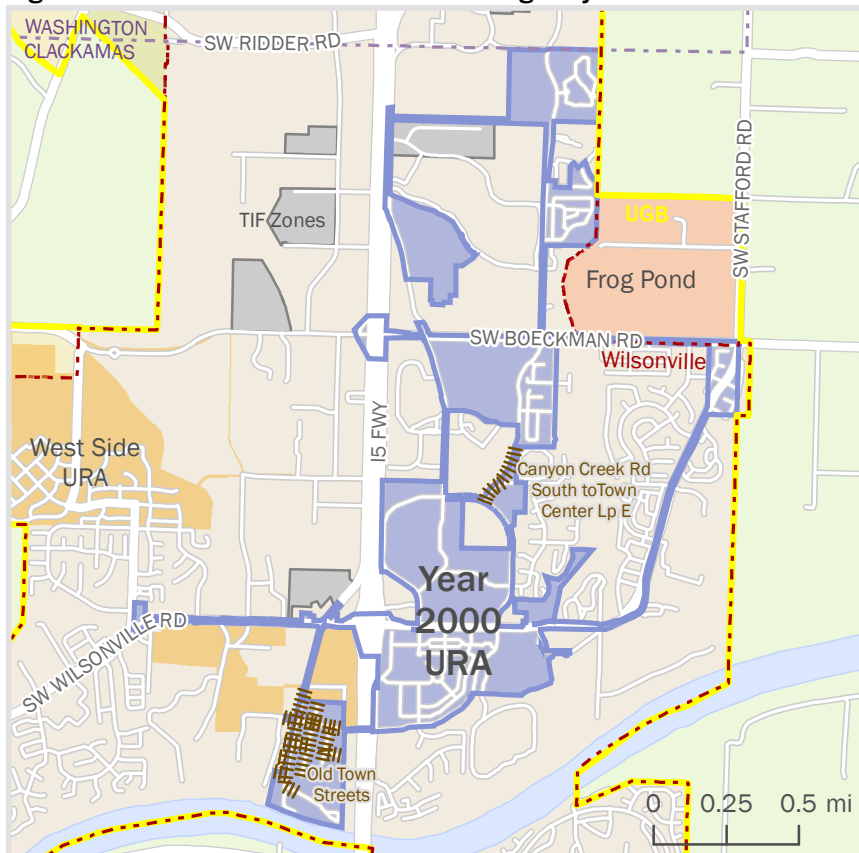 WASHINGTON
CLACKAMAS
SW RIDDER RD
SW STAFFORD RD
TIF Zones
UGB
Frog Pond
SW BOECKMAN RD
Wilsonville
I5 FWY
West Side
URA
Canyon Creek Rd
South toTown
Center Lp E
Year
2000
URA
SW WILSONVILLE RD
Old Town
Streets
0 0.25 0.5 mi